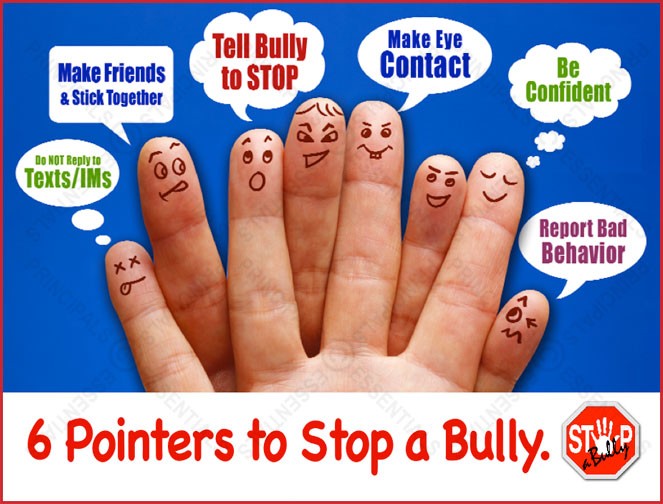 Make Friends
& Stick Together
Tell Bully
to STOP
Make Eye
Contact
Be
Confident
Do NOT Reply to
Texts/IMs
Report Bad
Behavior
6 Pointers to Stop a Bully.
STOP
a Bully